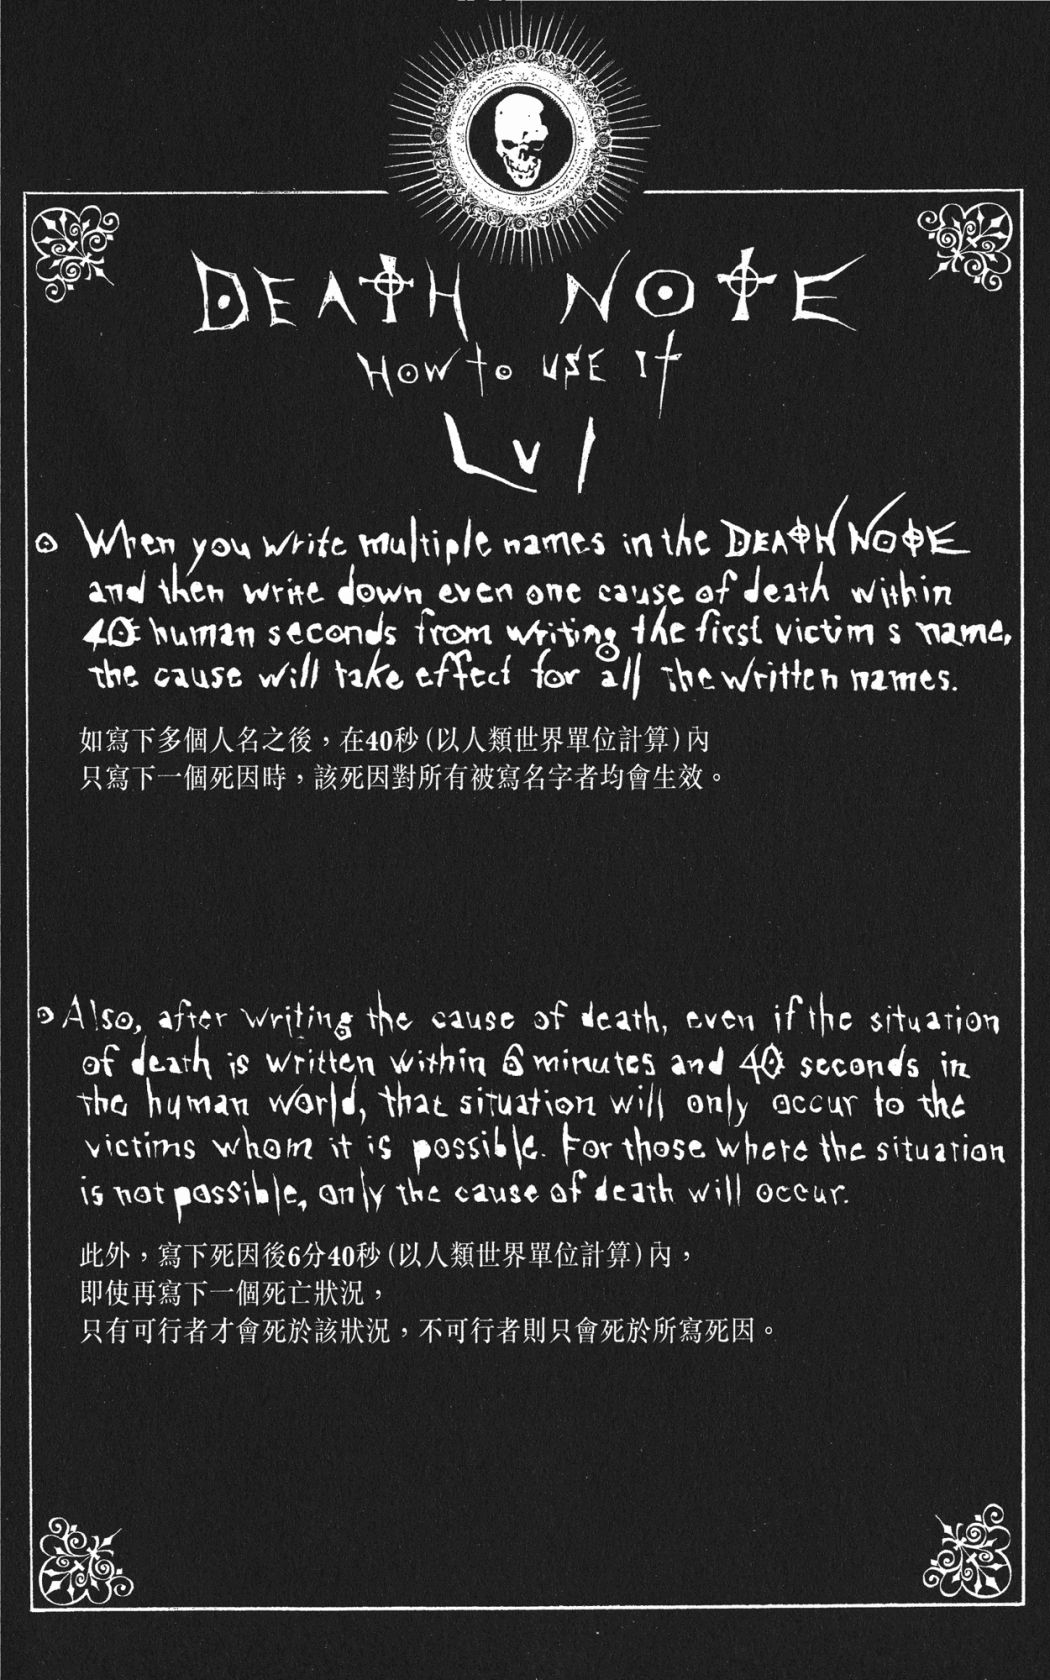 DEATH NOTE
HOW TO USE IT
LVI
When you write multiple names in the DEATH NOTE
and then write down even one cause of death within
40 human seconds from writing the first victim s name,
the cause will take effect for all the written names.
如寫下多個人名之後，在40秒(以人類世界單位計算)內
只寫下一個死因時，該死因對所有被寫名字者均會生效。
Also, after writing the cause of death, even if the situation
of death is written within 6 minutes and 40 seconds in
the human world, that situation will only occur to the
victims whom it is possible. For those where the situation
is not possible, only the cause of death will occur.
此外，寫下死因後6分40秒(以人類世界單位計算)內，
即使再寫下一個死亡狀況，
只有可行者才會死於該狀況，不可行者則只會死於所寫死因。